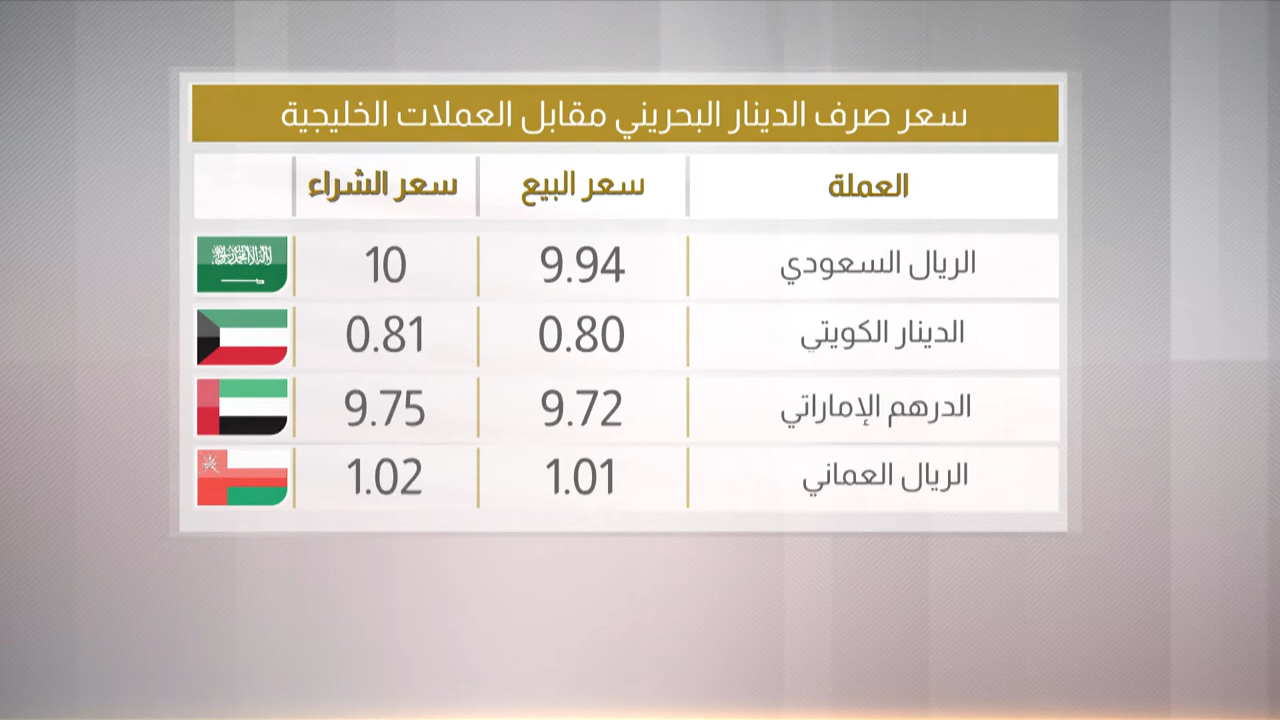 سعر صرف الدينار البحريني مقابل العملات الخليجية
العملة سعر البيع سعر الشراء
الريال السعودي 9.94 10
الدينار الكويتي 0.80 0.81
الدرهم الإماراتي 9.72 9.75
الريال العماني 1.01 1.02